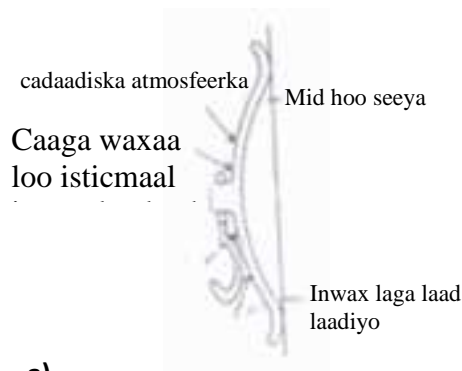 cadaadiska atmosfeerka
Mid hoo seeya
Caaga waxaa
loo isticmaal
Inwax laga laad
laadiyo